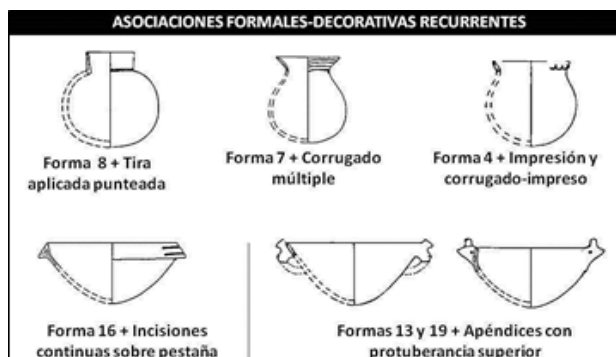 ASOCIACIONES FORMALES-DECORATIVAS RECURRENTES
Forma 8 + Tira
aplicada punteada
Forma 7 + Corrugado
múltiple
Forma 4 + Impresión y
corrugado-impreso
Forma 16 + Incisiones
continuas sobre pestaña
Formas 13 y 19 + Apéndices con
protuberancia superior